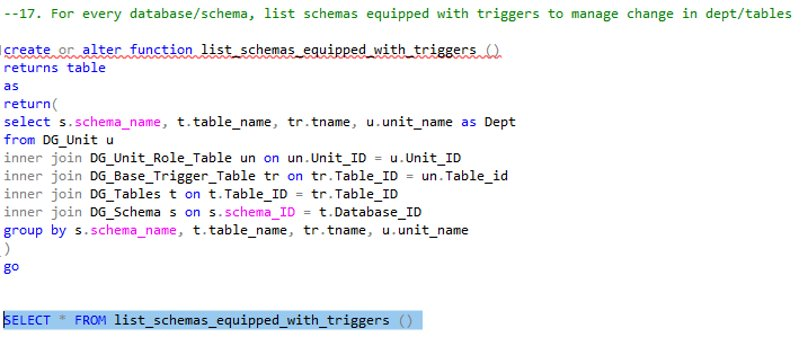 --17. For every database/schema, list schemas equipped with triggers to manage change in dept/tables
create or alter function list_schemas_equipped_with_triggers ()
returns table
as
return(
select s.schema_name, t.table_name, tr.tname, u.unit_name as Dept
from DG_Unit u
inner join DG_Unit_Role_Table un on un.Unit_ID = u.Unit_ID
inner join DG_Base_Trigger_Table tr on tr.Table_ID = un.Table_id
inner join DG_Tables t on t.Table_ID = tr.Table_ID
inner join DG_Schema s on s.schema_ID = t.Database_ID
group by s.schema_name, t.table_name, tr.tname, u.unit_name
)
go
SELECT * FROM list_schemas_equipped_with_triggers ()